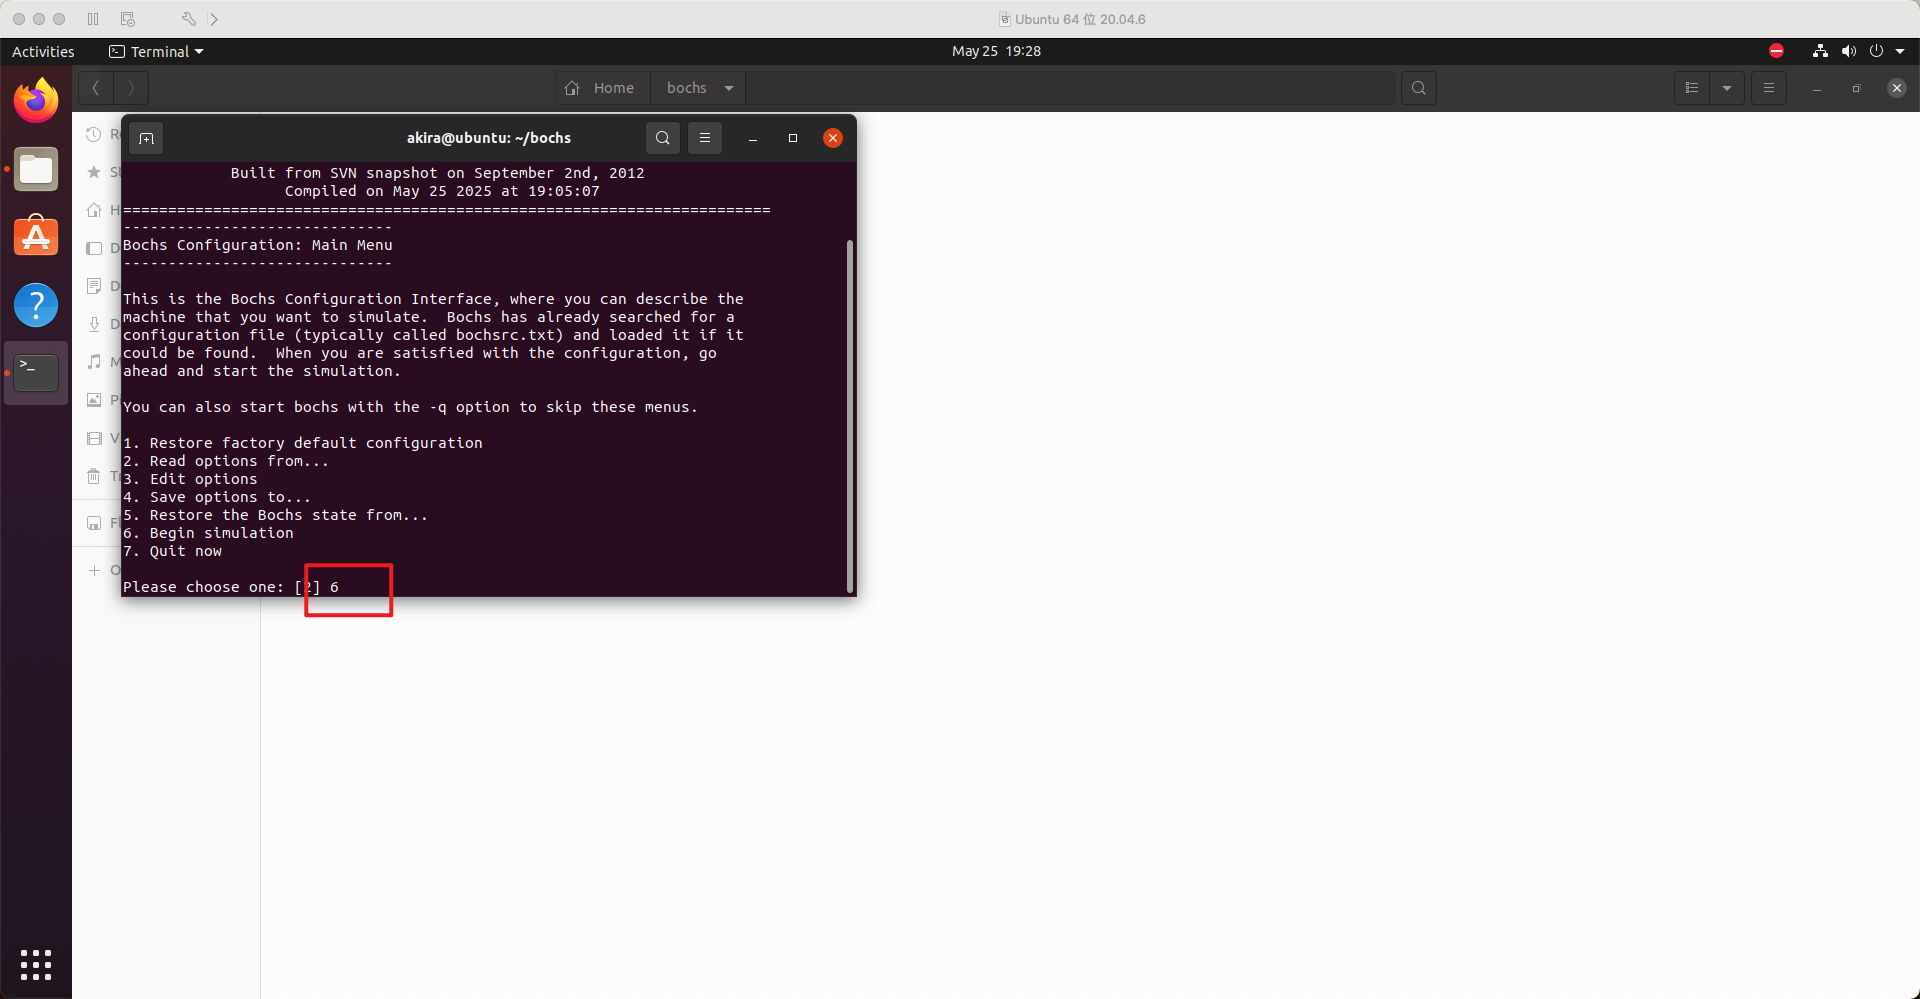 Ubuntu 64 位 20.04.6
Activities
Terminal
May 25 19:28
Home
bochs
akira@ubuntu: ~/bochs
Built from SVN snapshot on September 2nd, 2012
Compiled on May 25 2025 at 19:05:07
========================================================================
------------------------------
Bochs Configuration: Main Menu
------------------------------
This is the Bochs Configuration Interface, where you can describe the
machine that you want to simulate.  Bochs has already searched for a
configuration file (typically called bochsrc.txt) and loaded it if it
could be found.  When you are satisfied with the configuration, go
ahead and start the simulation.
You can also start bochs with the -q option to skip these menus.
1. Restore factory default configuration
2. Read options from...
3. Edit options
4. Save options to...
5. Restore the Bochs state from...
6. Begin simulation
7. Quit now
Please choose one: [2] 6